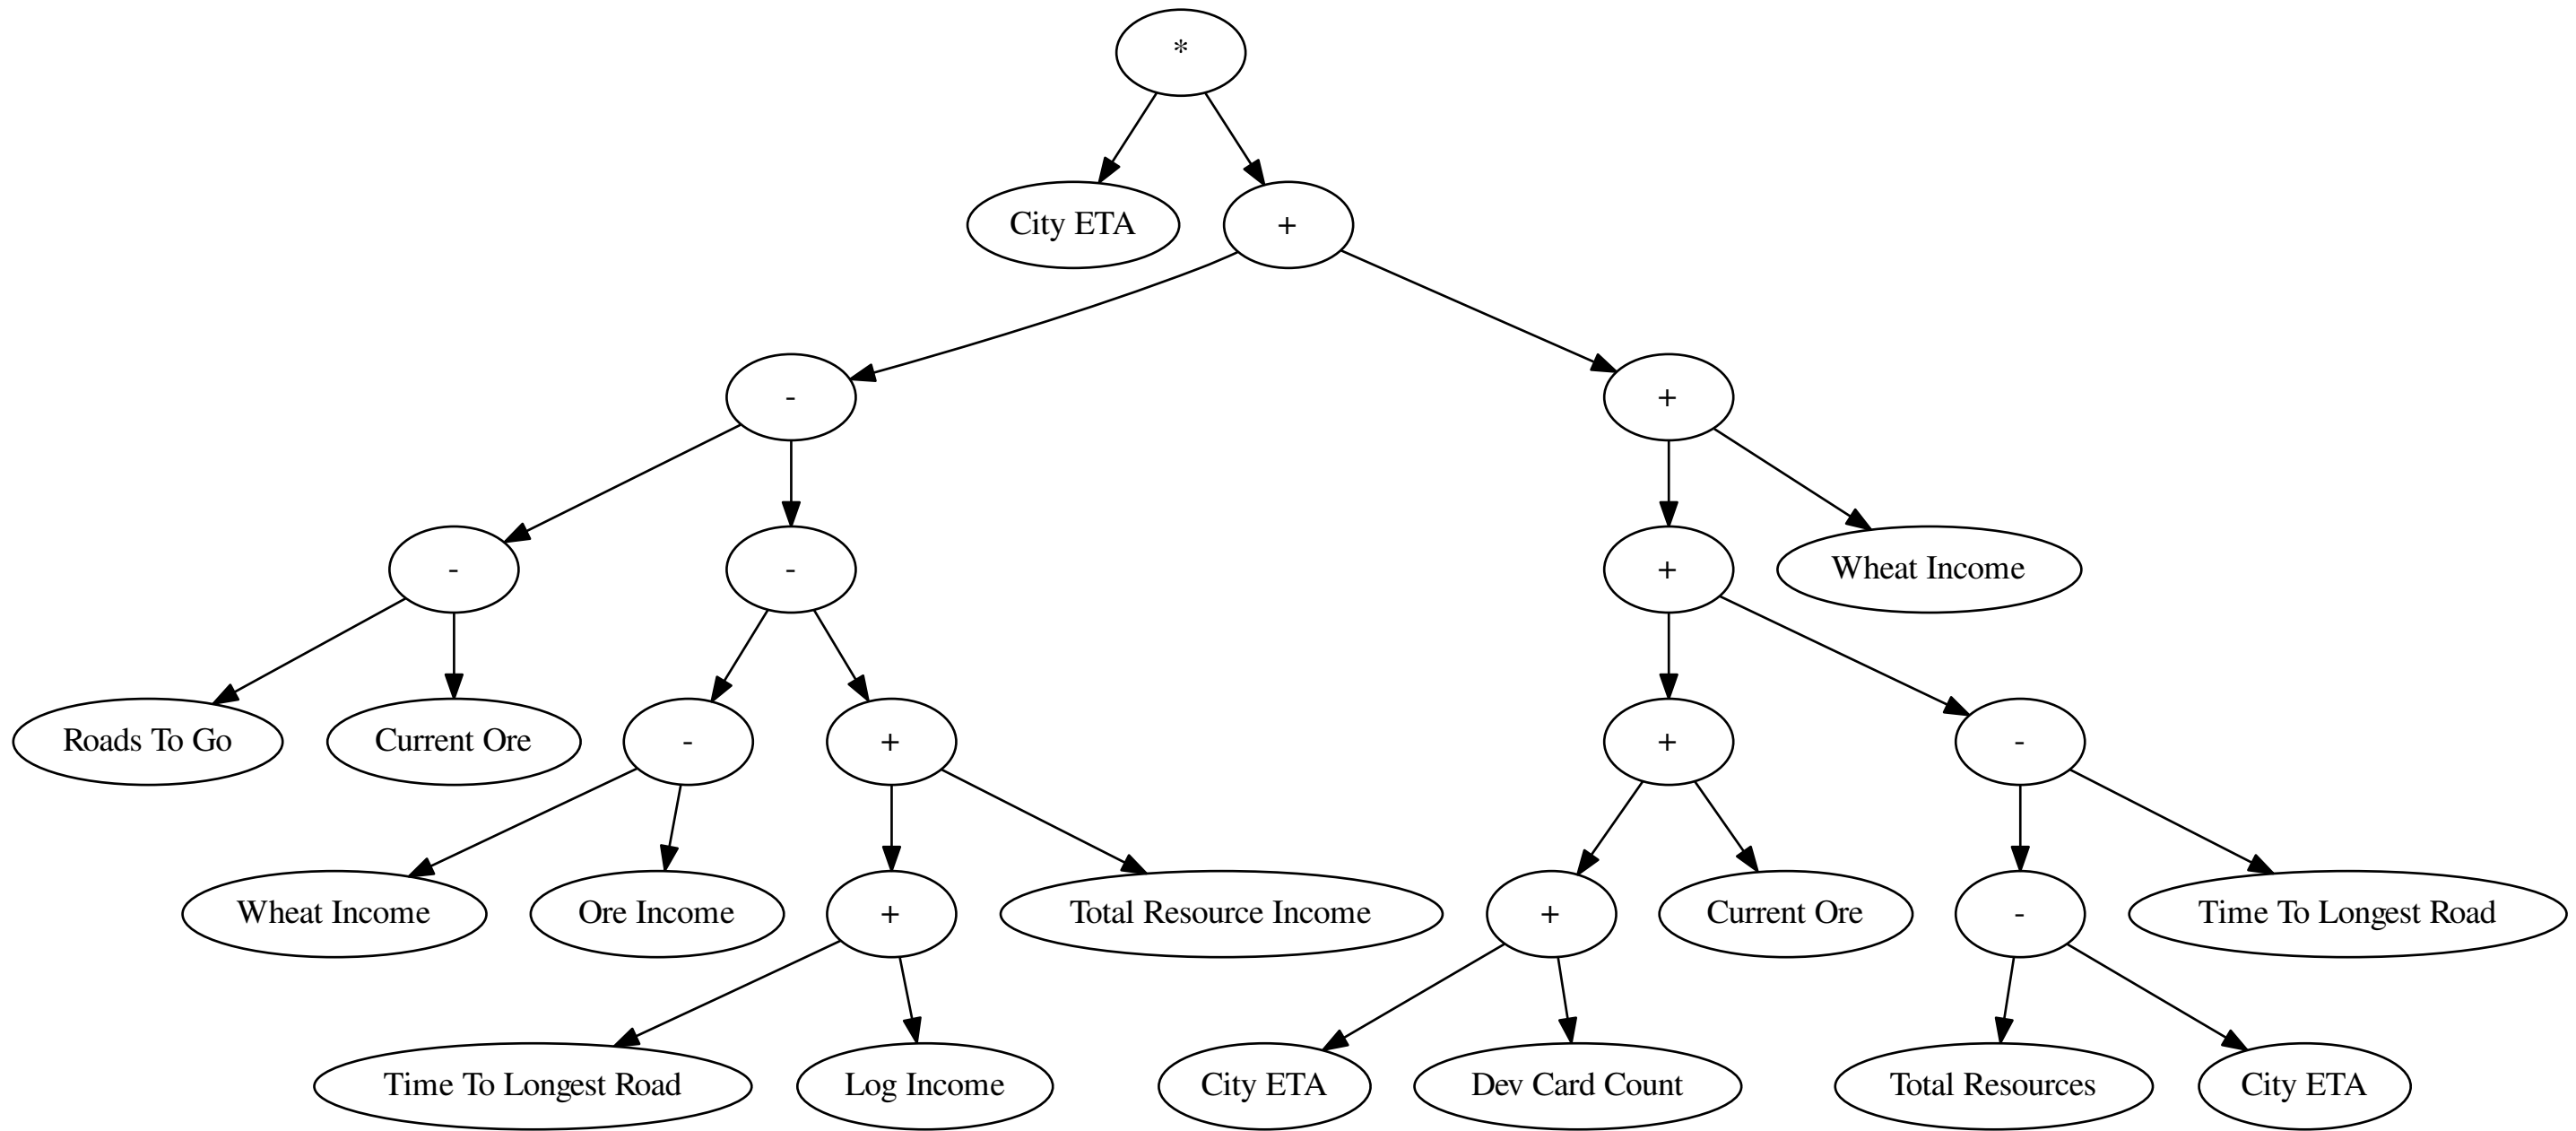 *
City ETA
+
-
+
-
-
+
Wheat Income
Roads To Go
Current Ore
-
+
+
-
Wheat Income
Ore Income
+
Total Resource Income
+
Current Ore
-
Time To Longest Road
Time To Longest Road
Log Income
City ETA
Dev Card Count
Total Resources
City ETA